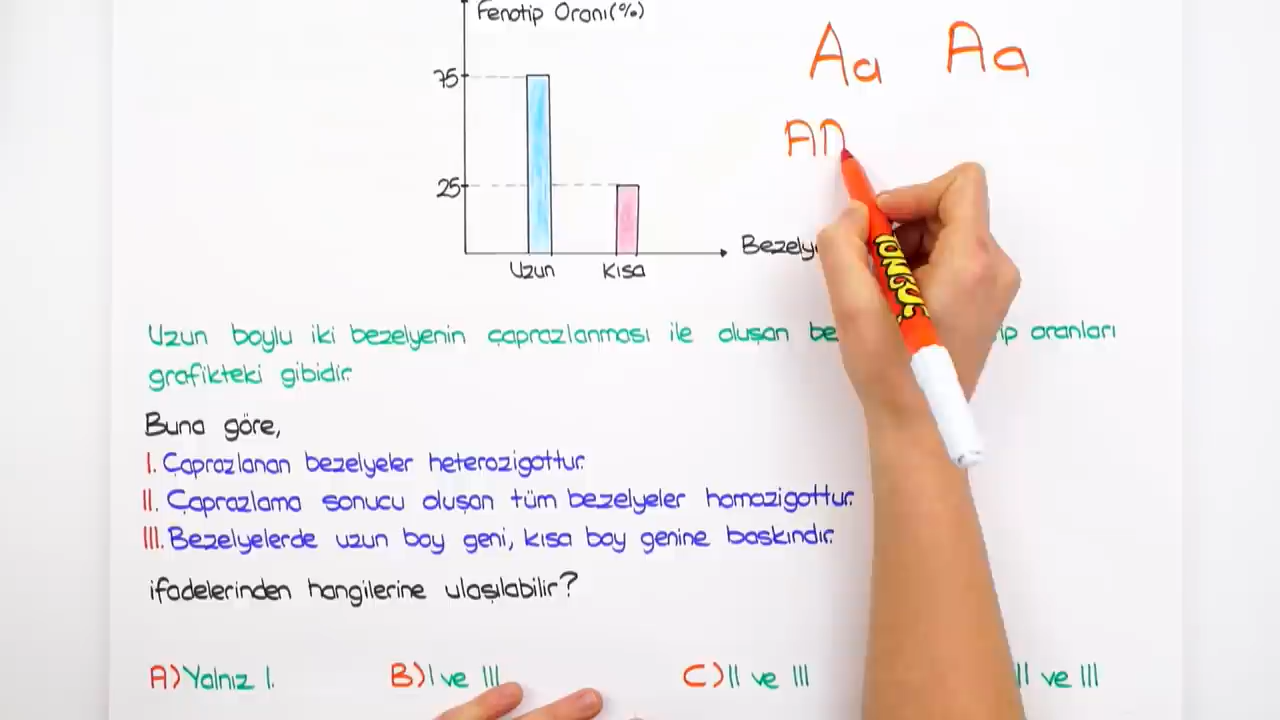 Fenotip Oranı(%)
Aa Aa
75
AA
25
Bezely
Uzun Kısa
TONGUÇ
Uzun boylu iki bezelyenin çaprazlanması ile oluşan be ip oranları
grafikteki gibidir.
Buna göre,
I. Çaprazlanan bezelyeler heterozigottur.
II. Çaprazlama sonucu oluşan tüm bezelyeler homozigottur.
III. Bezelyelerde uzun boy geni, kısa boy genine baskındır.
ifadelerinden hangilerine ulaşılabilir?
A) Yalnız I. B) I ve III C) II ve III II ve III